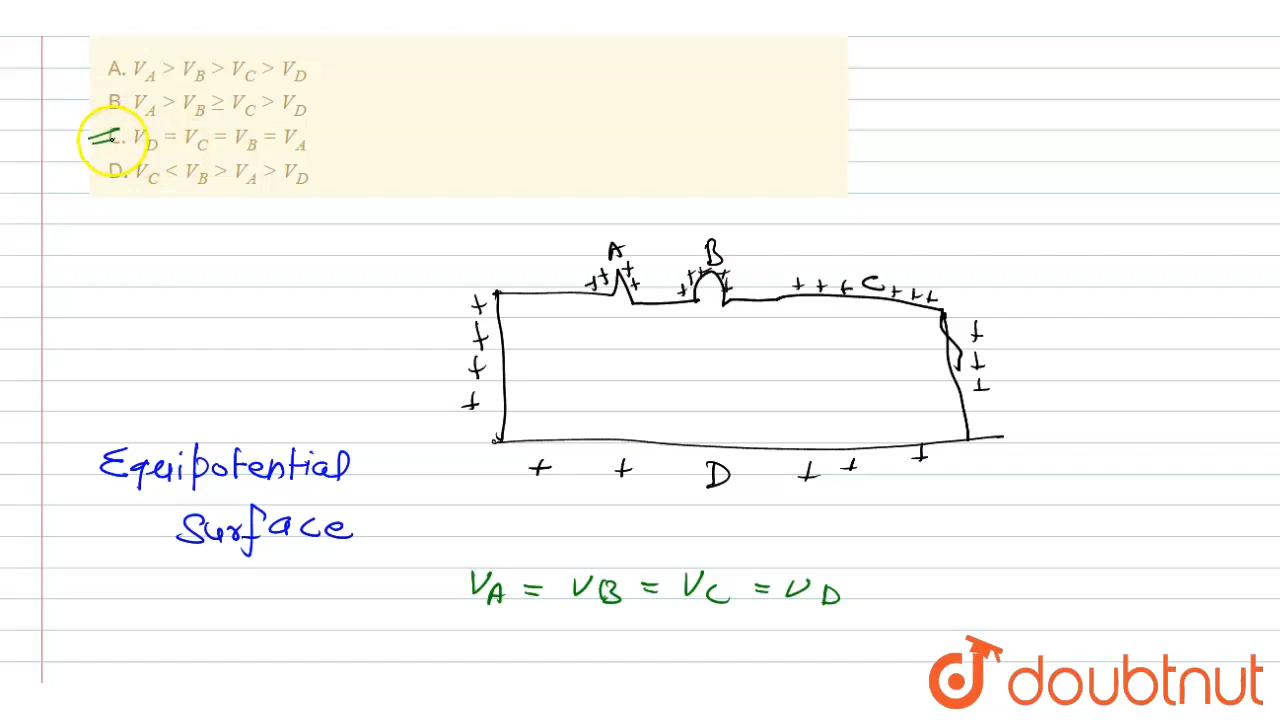 A. V_A > V_B > V_C > V_D
B. V_A > V_B ≥ V_C > V_D
C. V_D = V_C = V_B = V_A
D. V_C < V_B > V_A > V_D
A B
+ + + + + + + + + + + C + + +
+ +
+ +
+ +
+
+ + D + + +
Equipotential
Surface
V_A = V_B = V_C = V_D
doubtnut